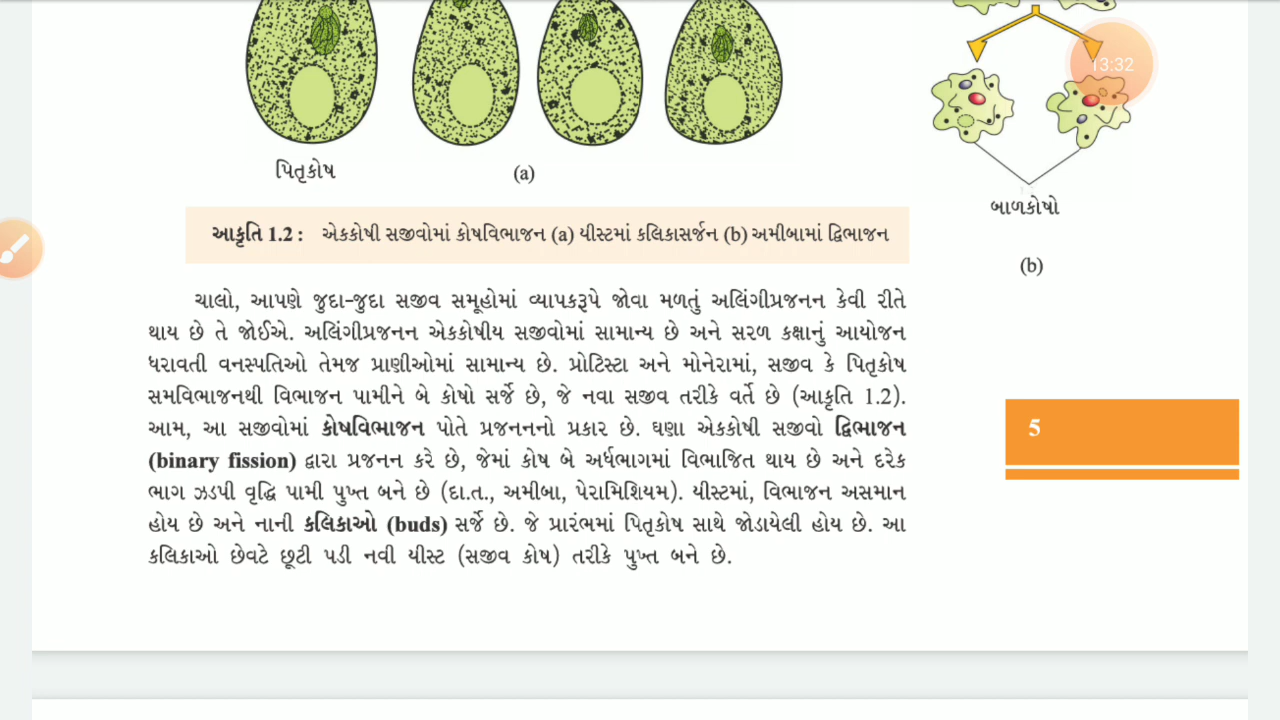 13:32
પિતૃકોષ
(a)
બાળકોષો
(b)
આકૃતિ 1.2 : એકકોષી સજીવોમાં કોષવિભાજન (a) યીસ્ટમાં કલિકાસર્જન (b) અમીબામાં દ્વિભાજન
ચાલો, આપણે જુદા-જુદા સજીવ સમૂહોમાં વ્યાપકરૂપે જોવા મળતું અલિંગીપ્રજનન કેવી રીતે
થાય છે તે જોઈએ. અલિંગીપ્રજનન એકકોષીય સજીવોમાં સામાન્ય છે અને સરળ કક્ષાનું આયોજન
ધરાવતી વનસ્પતિઓ તેમજ પ્રાણીઓમાં સામાન્ય છે. પ્રોટિસ્ટા અને મોનેરામાં, સજીવ કે પિતૃકોષ
સમવિભાજનથી વિભાજન પામીને બે કોષો સર્જે છે, જે નવા સજીવ તરીકે વર્તે છે (આકૃતિ 1.2).
આમ, આ સજીવોમાં કોષવિભાજન પોતે પ્રજનનનો પ્રકાર છે. ઘણા એકકોષી સજીવો દ્વિભાજન
(binary fission) દ્વારા પ્રજનન કરે છે, જેમાં કોષ બે અર્ધભાગમાં વિભાજિત થાય છે અને દરેક
ભાગ ઝડપી વૃદ્ધિ પામી પુખ્ત બને છે (દા.ત., અમીબા, પેરામિશિયમ). યીસ્ટમાં, વિભાજન અસમાન
હોય છે અને નાની કલિકાઓ (buds) સર્જે છે. જે પ્રારંભમાં પિતૃકોષ સાથે જોડાયેલી હોય છે. આ
કલિકાઓ છેવટે છૂટી પડી નવી યીસ્ટ (સજીવ કોષ) તરીકે પુખ્ત બને છે.
5